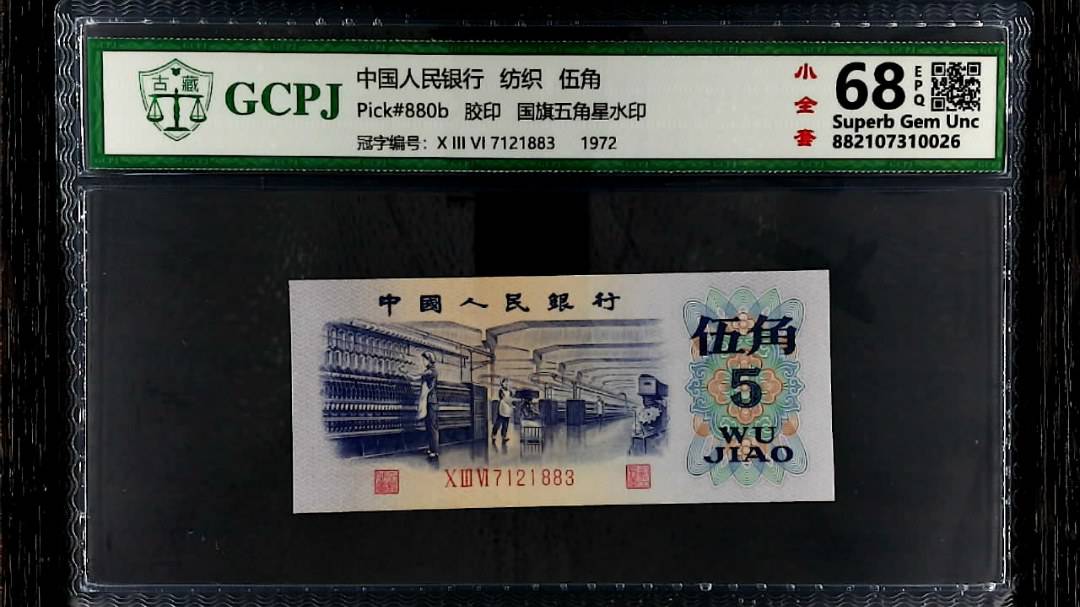 古藏
GCPJ
中国人民银行 纺织 伍角
Pick#880b 胶印 国旗五角星水印
冠字编号：X III VI 7121883 1972
小全套
68
EPQ
Superb Gem Unc
882107310026
中國人民銀行
伍角
5
WU
JIAO
X III VI 7121883